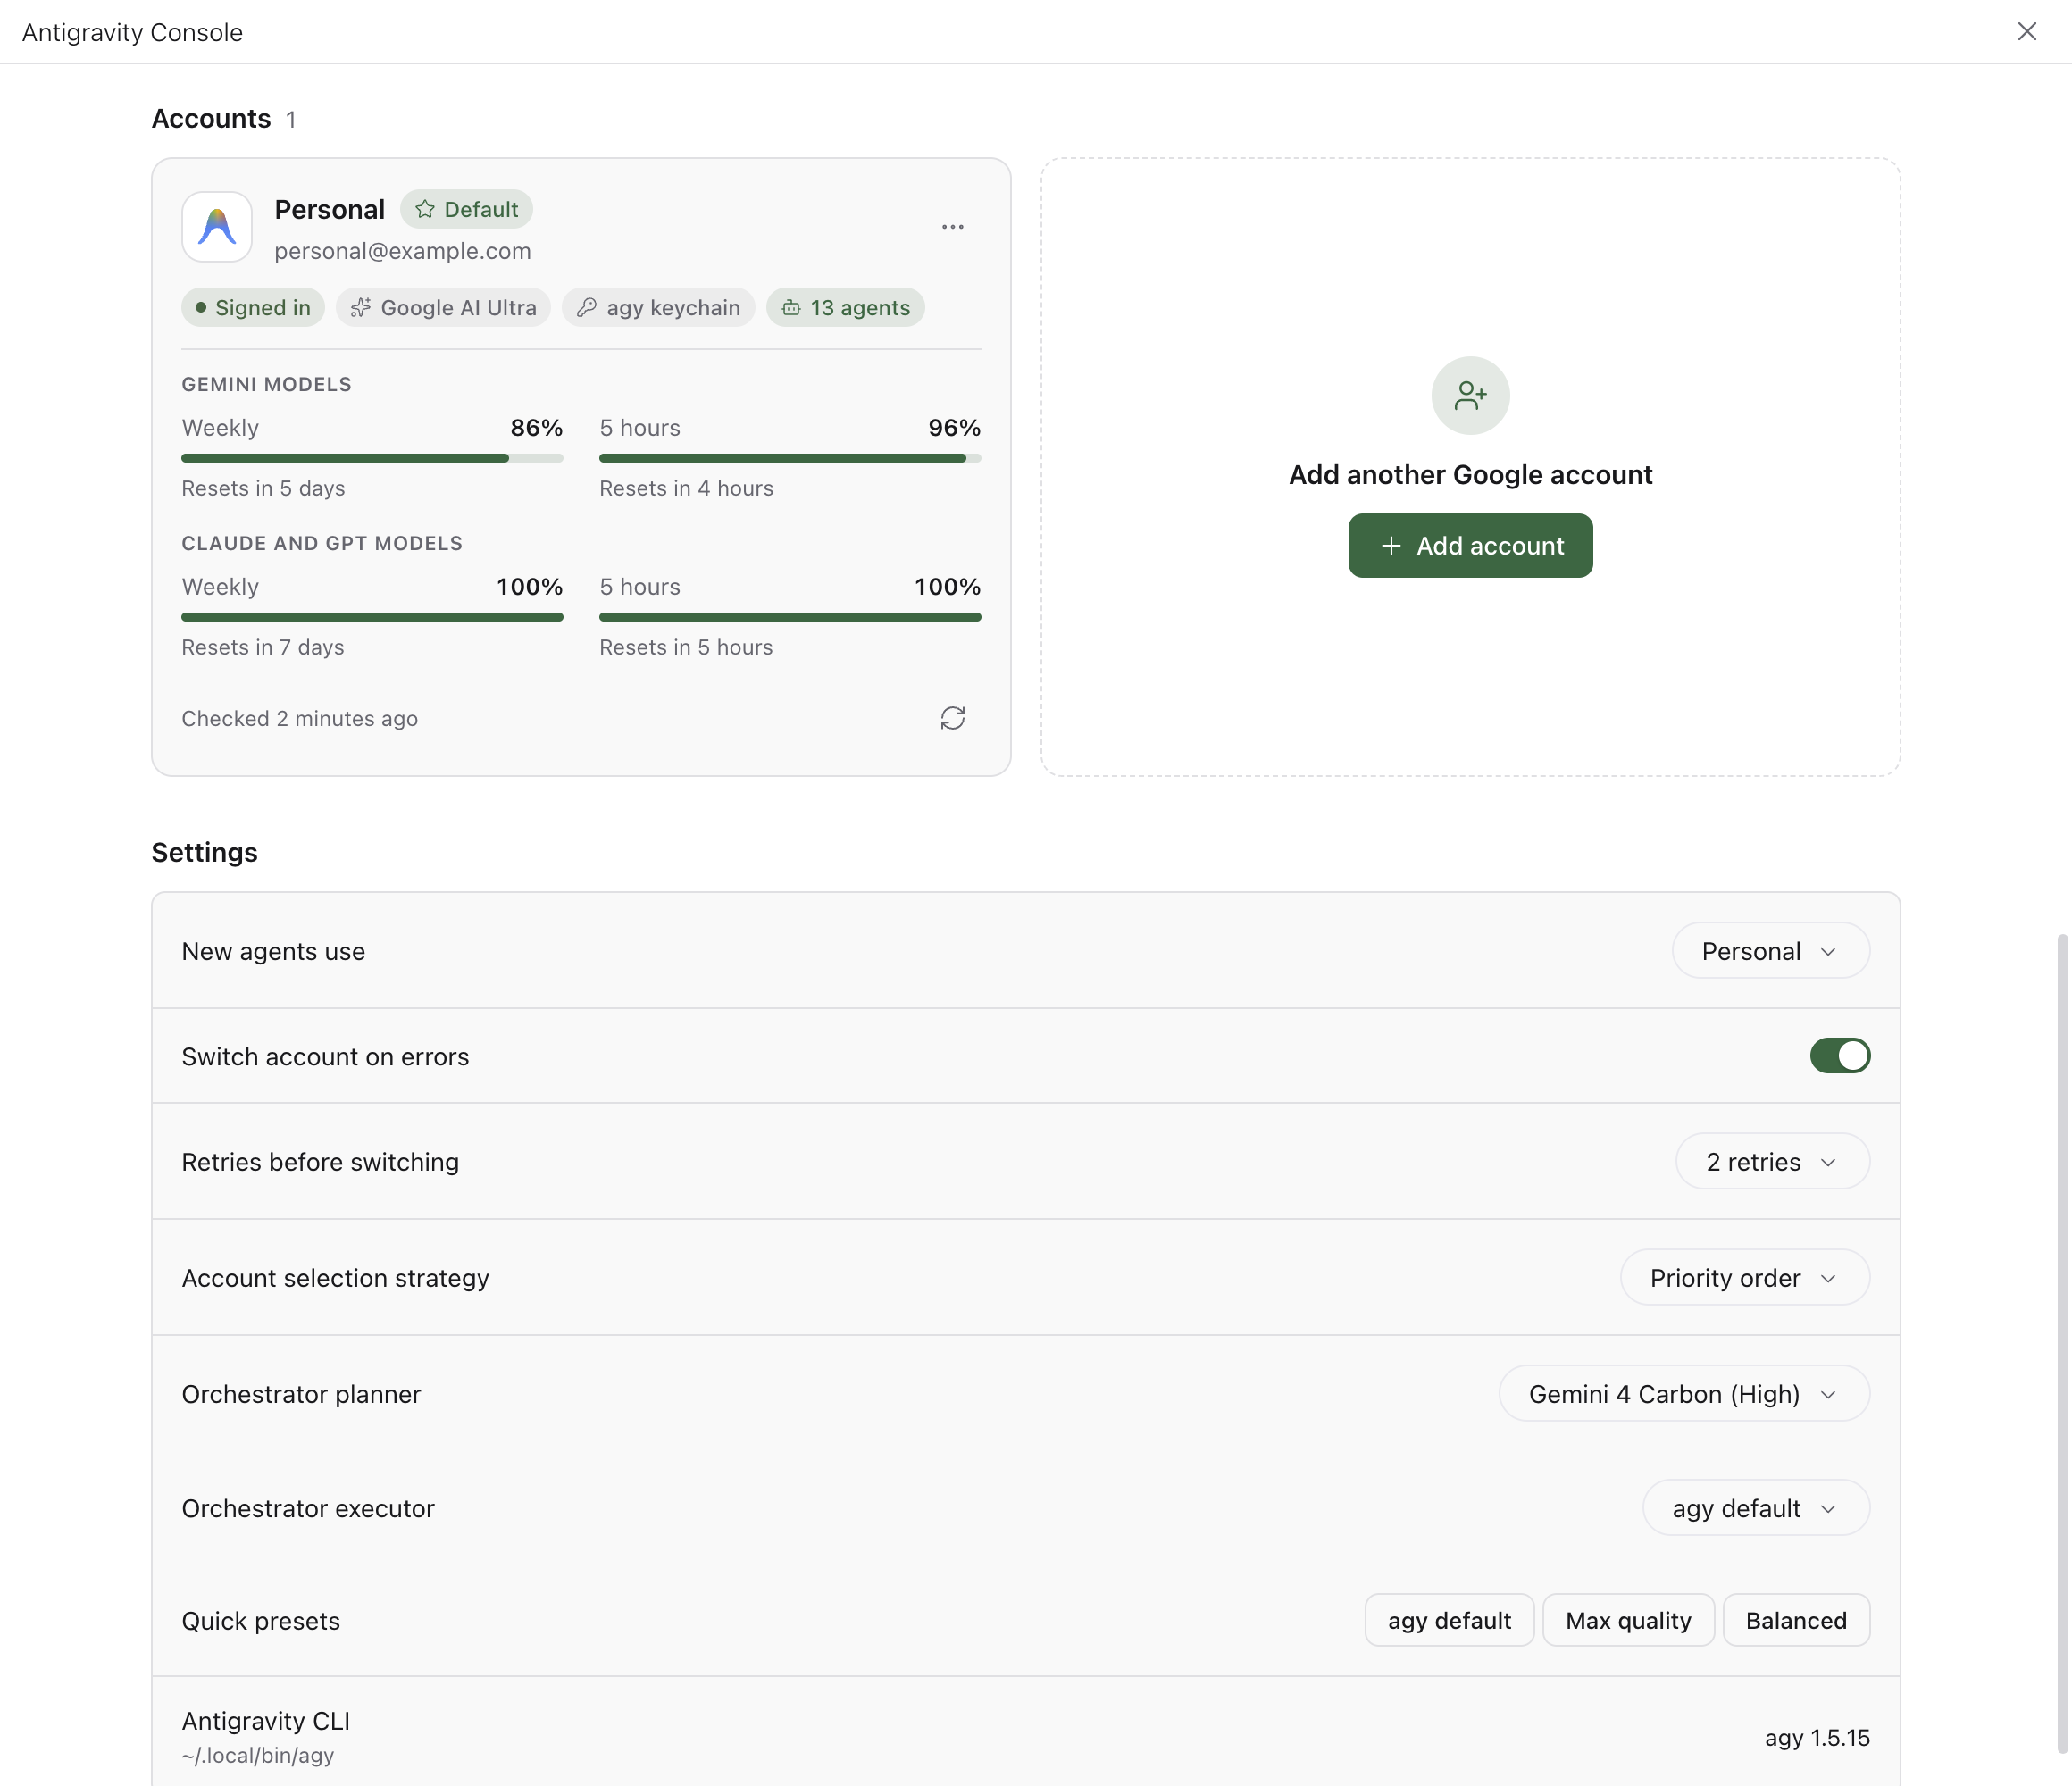 Antigravity Console
Accounts 1
Personal Default
personal@example.com
Signed in Google AI Ultra agy keychain 13 agents
GEMINI MODELS
Weekly 86% 5 hours 96%
Resets in 5 days Resets in 4 hours
CLAUDE AND GPT MODELS
Weekly 100% 5 hours 100%
Resets in 7 days Resets in 5 hours
Checked 2 minutes ago
Add another Google account
Add account
Settings
New agents use Personal
Switch account on errors
Retries before switching 2 retries
Account selection strategy Priority order
Orchestrator planner Gemini 4 Carbon (High)
Orchestrator executor agy default
Quick presets agy default Max quality Balanced
Antigravity CLI
~/.local/bin/agy
agy 1.5.15